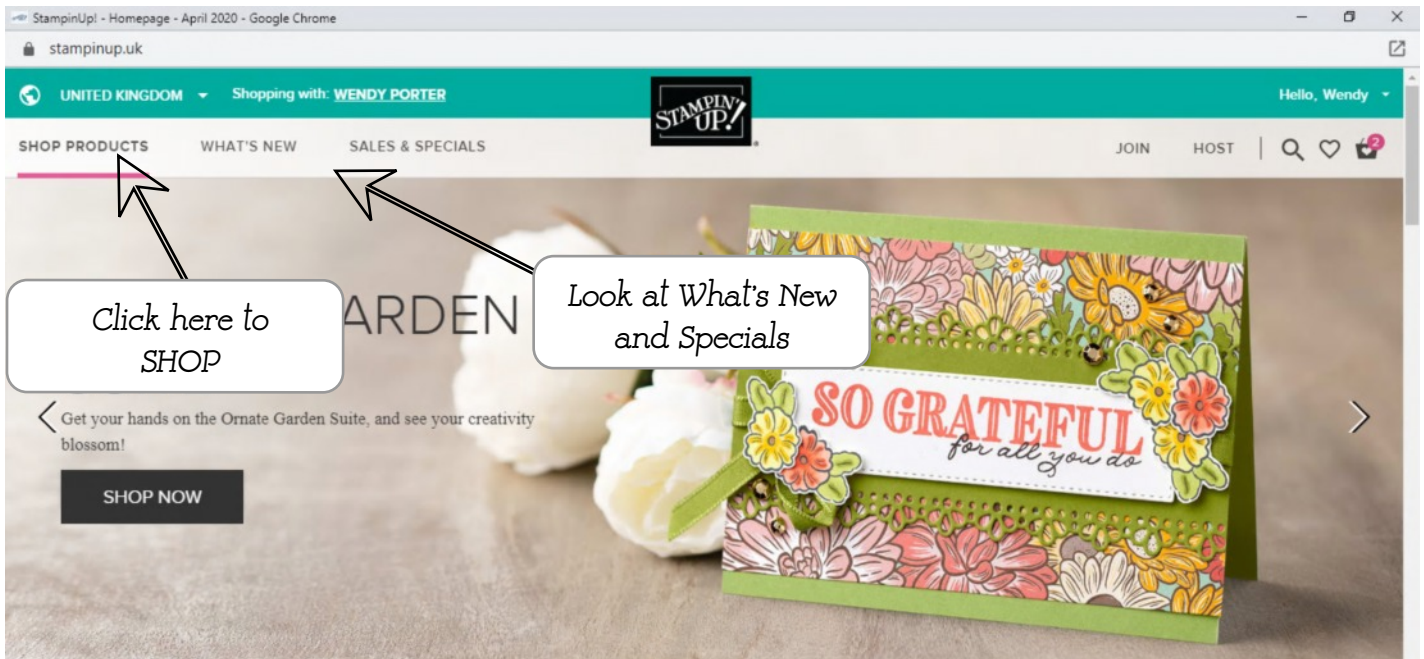 StampinUp! - Homepage - April 2020 - Google Chrome
stampinup.uk
UNITED KINGDOM Shopping with: WENDY PORTER
STAMPIN' UP!
Hello, Wendy
SHOP PRODUCTS WHAT'S NEW SALES & SPECIALS
JOIN HOST 2
Click here to
SHOP
ARDEN
Look at What's New
and Specials
Get your hands on the Ornate Garden Suite, and see your creativity
blossom!
SHOP NOW
SO GRATEFUL
for all you do